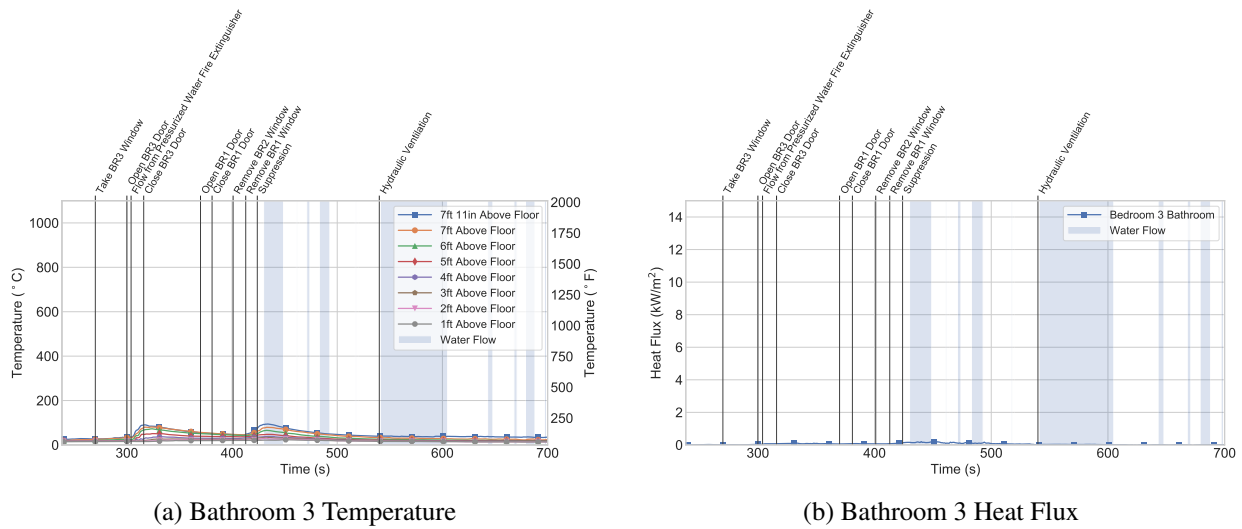 Take BR3 Window
Open BR3 Door
Flow from Pressurized Water Fire Extinguisher
Close BR3 Door
Open BR1 Door
Close BR1 Door
Remove BR2 Window
Remove BR1 Window
Suppression
Hydraulic Ventilation
1000
800
600
400
200
0
Temperature (°C)
2000
1750
1500
1250
1000
750
500
250
Temperature (°F)
7ft 11in Above Floor
7ft Above Floor
6ft Above Floor
5ft Above Floor
4ft Above Floor
3ft Above Floor
2ft Above Floor
1ft Above Floor
Water Flow
300 400 500 600 700
Time (s)
(a) Bathroom 3 Temperature
Take BR3 Window
Open BR3 Door
Flow from Pressurized Water Fire Extinguisher
Close BR3 Door
Open BR1 Door
Close BR1 Door
Remove BR2 Window
Remove BR1 Window
Suppression
Hydraulic Ventilation
14
12
10
8
6
4
2
0
Heat Flux (kW/m²)
Bedroom 3 Bathroom
Water Flow
300 400 500 600 700
Time (s)
(b) Bathroom 3 Heat Flux